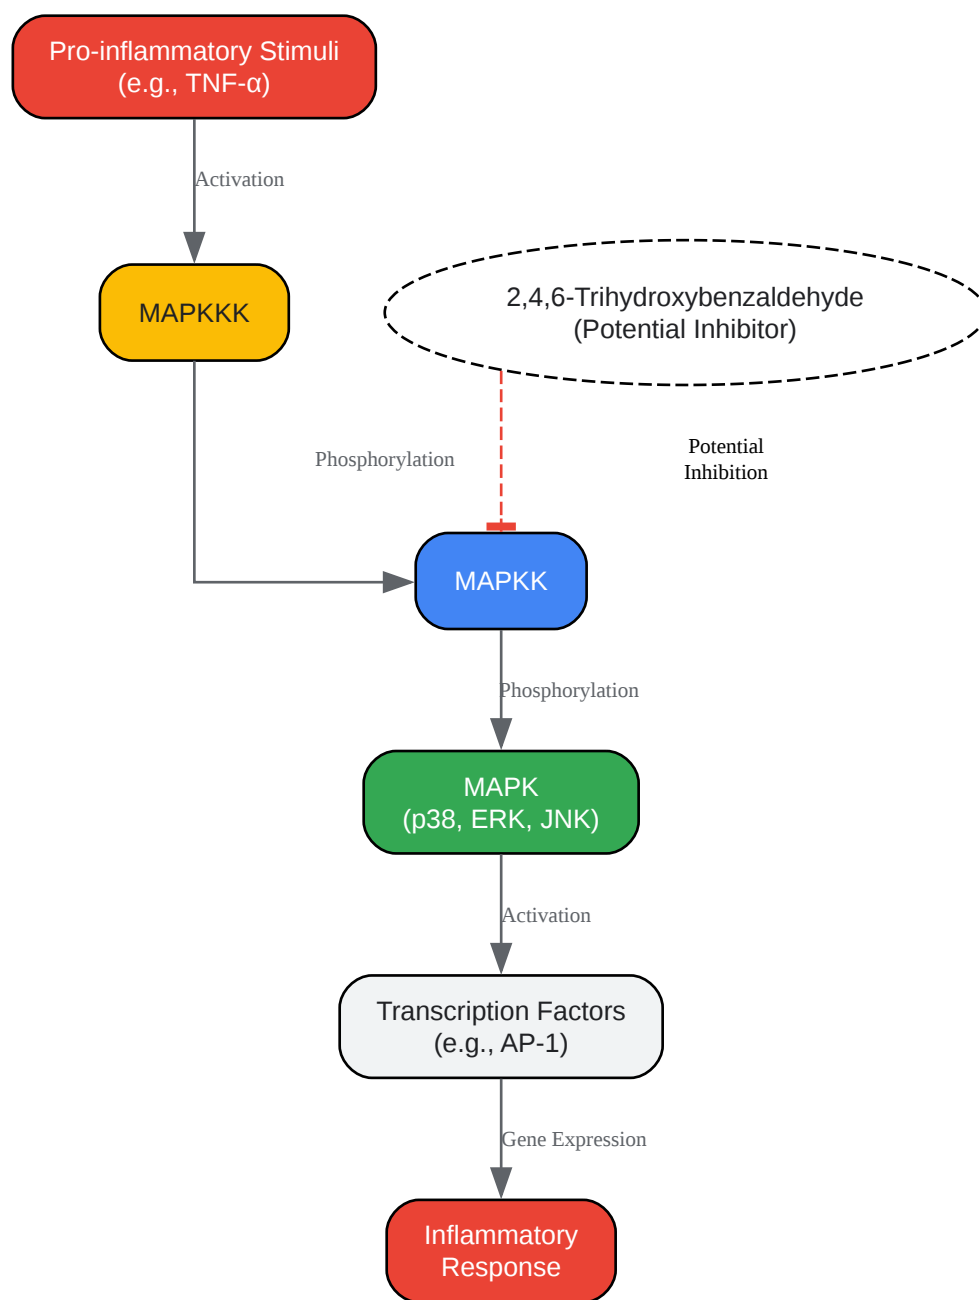 Pro-inflammatory Stimuli
(e.g., TNF-α)
Activation
MAPKKK
2,4,6-Trihydroxybenzaldehyde
(Potential Inhibitor)
Phosphorylation
Potential
Inhibition
MAPKK
Phosphorylation
MAPK
(p38, ERK, JNK)
Activation
Transcription Factors
(e.g., AP-1)
Gene Expression
Inflammatory
Response